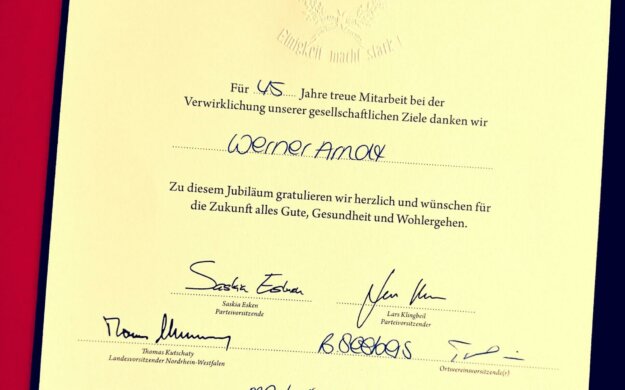 Einigkeit macht stark!
Für 45 Jahre treue Mitarbeit bei der
Verwirklichung unserer gesellschaftlichen Ziele danken wir
Werner Arndt
Zu diesem Jubiläum gratulieren wir herzlich und wünschen für
die Zukunft alles Gute, Gesundheit und Wohlergehen.
Saskia Esken
Saskia Esken
Parteivorsitzende
Lars Klingbeil
Parteivorsitzender
Thomas Kutschaty
Landesvorsitzender Nordrhein-Westfalen
Ortsvereinsvorsitzende(r)